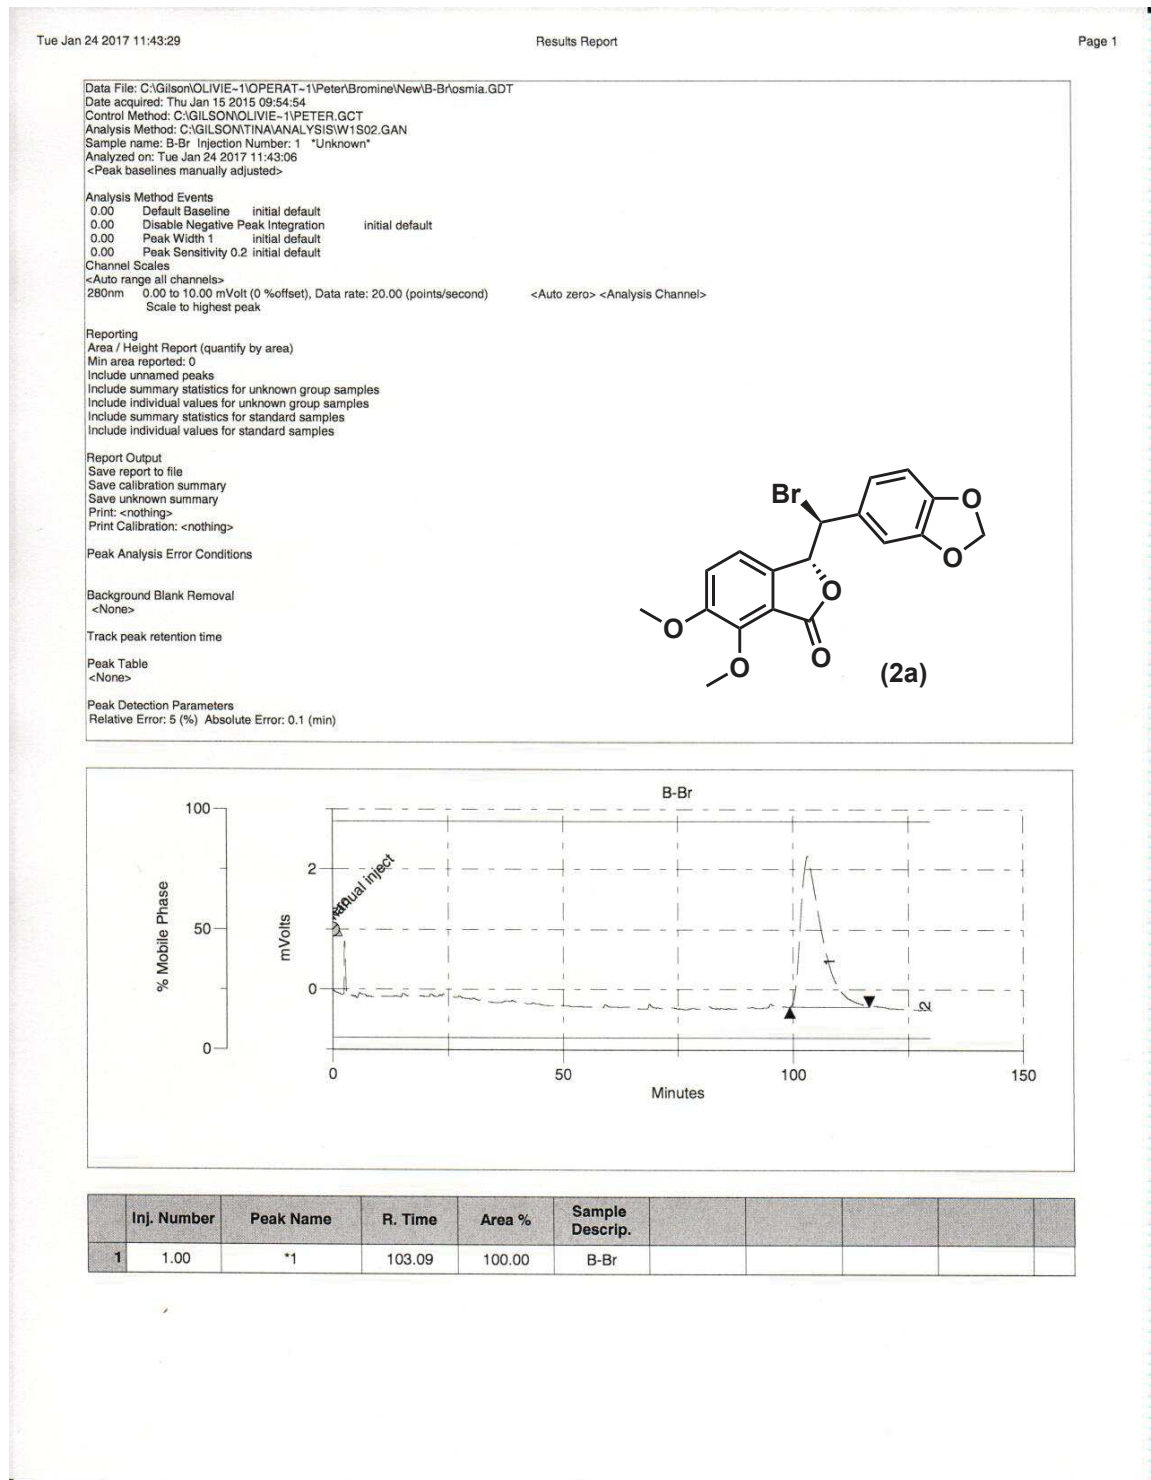 Tue Jan 24 2017 11:43:29 Results Report Page 1
Data File: C:\Gilson\OLIVIE~1\OPERAT~1\Peter\Bromine\New\B-Br\osmia.GDT
Date acquired: Thu Jan 15 2015 09:54:54
Control Method: C:\GILSON\OLIVIE~1\PETER.GCT
Analysis Method: C:\GILSON\TINA\ANALYSIS\W1S02.GAN
Sample name: B-Br Injection Number: 1 *Unknown*
Analyzed on: Tue Jan 24 2017 11:43:06
<Peak baselines manually adjusted>
Analysis Method Events
0.00 Default Baseline initial default
0.00 Disable Negative Peak Integration initial default
0.00 Peak Width 1 initial default
0.00 Peak Sensitivity 0.2 initial default
Channel Scales
<Auto range all channels>
280nm 0.00 to 10.00 mVolt (0 %offset), Data rate: 20.00 (points/second) <Auto zero> <Analysis Channel>
Scale to highest peak
Reporting
Area / Height Report (quantify by area)
Min area reported: 0
Include unnamed peaks
Include summary statistics for unknown group samples
Include individual values for unknown group samples
Include summary statistics for standard samples
Include individual values for standard samples
Report Output
Save report to file
Save calibration summary
Save unknown summary
Print: <nothing>
Print Calibration: <nothing>
Peak Analysis Error Conditions
Background Blank Removal
<None>
Track peak retention time
Peak Table
<None>
Peak Detection Parameters
Relative Error: 5 (%) Absolute Error: 0.1 (min)
Br
O
O
O
O
O
O
(2a)
B-Br
100
50
0
% Mobile Phase
2
0
mVolts
anual inject
1
2
0 50 100 150
Minutes
Inj. Number Peak Name R. Time Area % Sample Descrip.
1 1.00 *1 103.09 100.00 B-Br